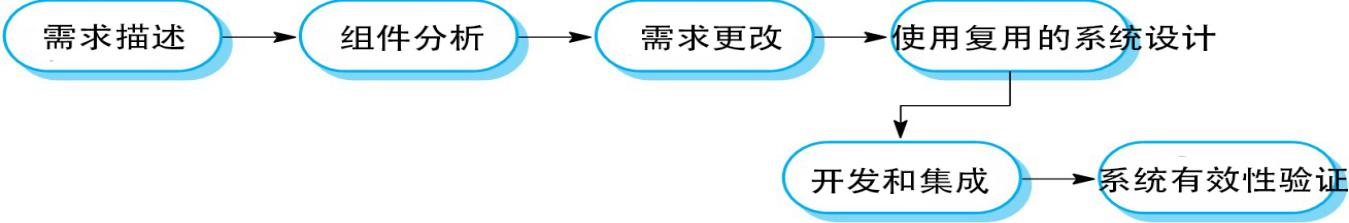 需求描述
组件分析
需求更改
使用复用的系统设计
开发和集成
系统有效性验证